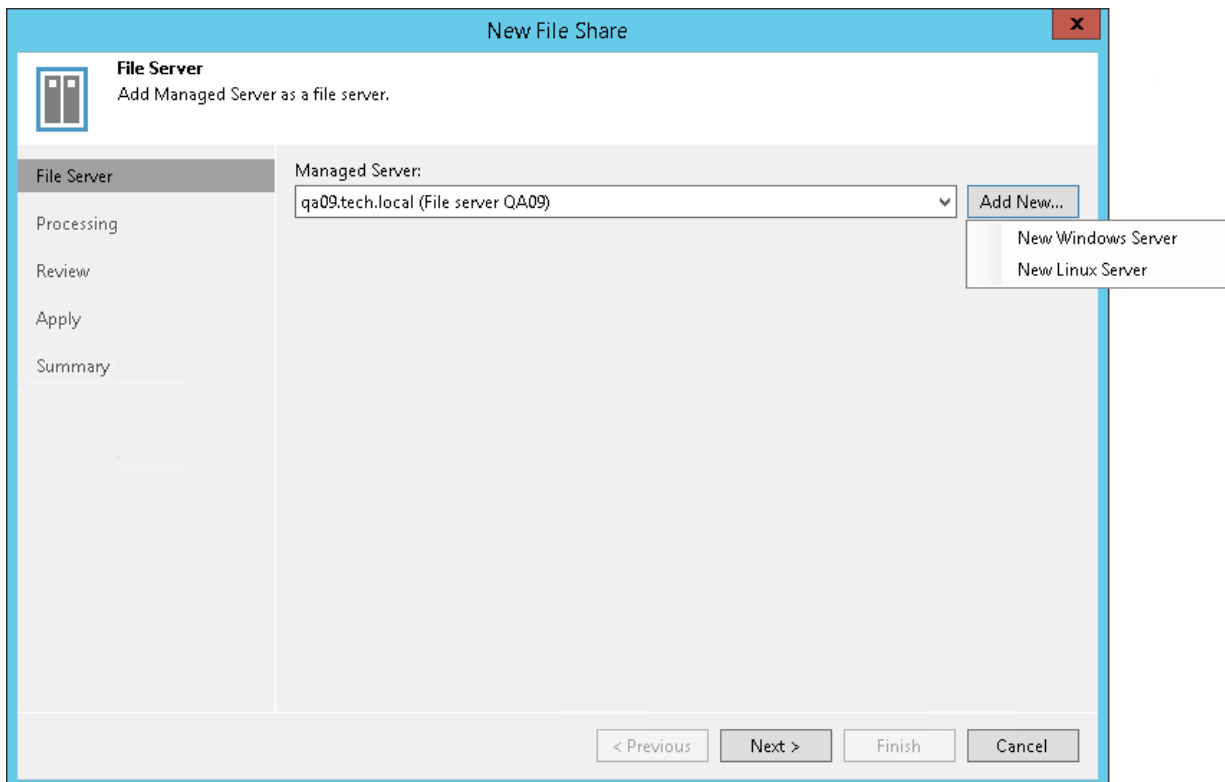 New File Share
x
File Server
Add Managed Server as a file server.
File Server
Processing
Review
Apply
Summary
Managed Server:
qa09.tech.local (File server QA09)
Add New...
New Windows Server
New Linux Server
< Previous
Next >
Finish
Cancel